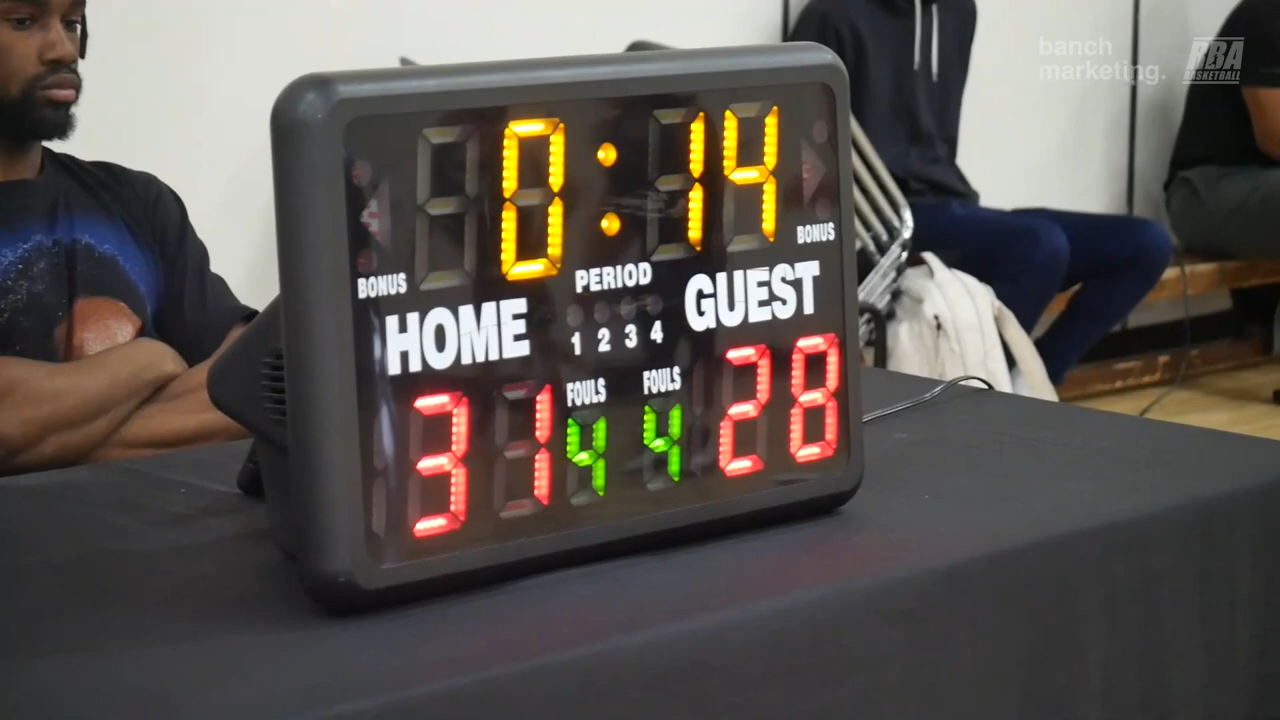 banch
marketing.
RBA
BASKETBALL
0:14
BONUS
BONUS
PERIOD
HOME
GUEST
1 2 3 4
FOULS
FOULS
31
4
4
28